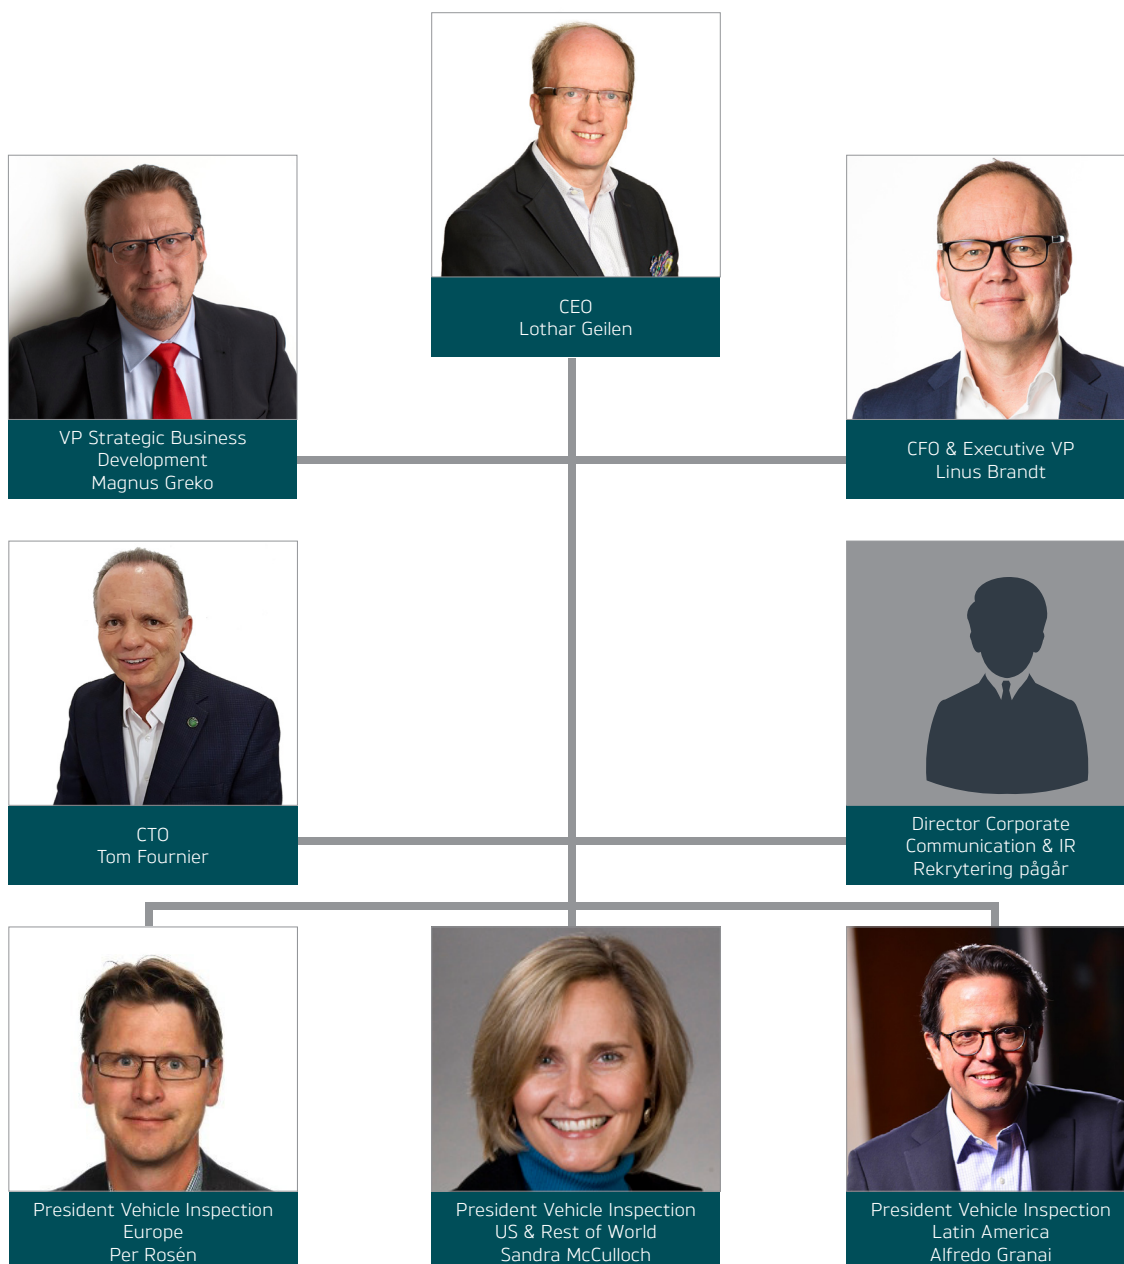 CEO
Lothar Geilen
VP Strategic Business
Development
Magnus Greko
CFO & Executive VP
Linus Brandt
CTO
Tom Fournier
Director Corporate
Communication & IR
Rekrytering pågår
President Vehicle Inspection
Europe
Per Rosén
President Vehicle Inspection
US & Rest of World
Sandra McCulloch
President Vehicle Inspection
Latin America
Alfredo Granai